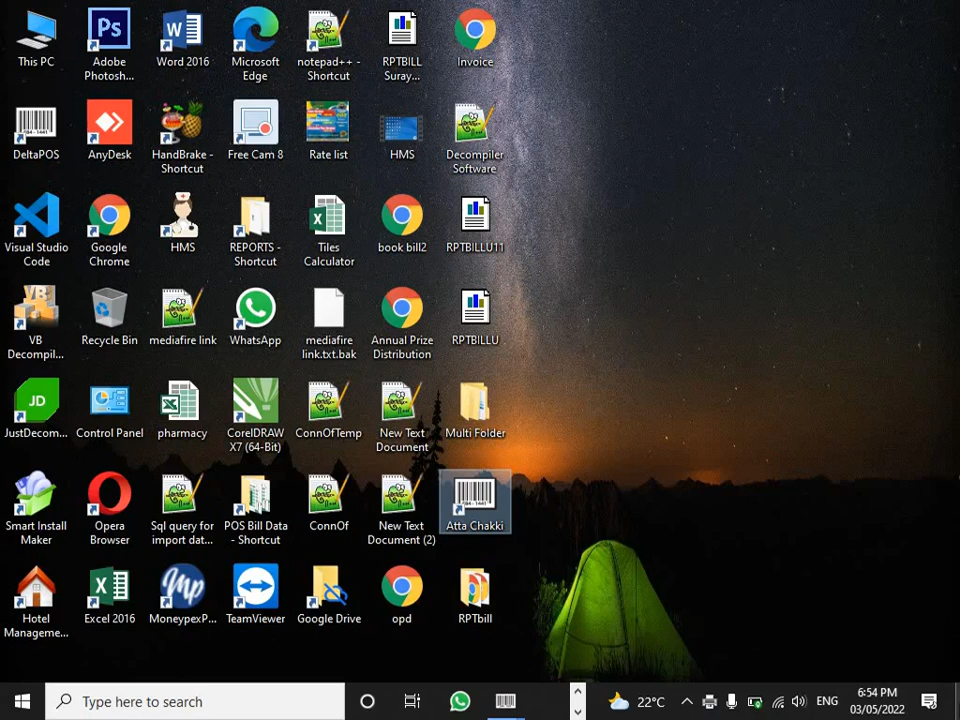 This PC
Adobe
Photosh...
Word 2016
Microsoft
Edge
notepad++ -
Shortcut
RPTBILL
Suray...
Invoice
DeltaPOS
AnyDesk
HandBrake -
Shortcut
Free Cam 8
Rate list
HMS
Decompiler
Software
Visual Studio
Code
Google
Chrome
HMS
REPORTS -
Shortcut
Tiles
Calculator
book bill2
RPTBILLU11
VB
Decompil...
Recycle Bin
mediafire link
WhatsApp
mediafire
link.txt.bak
Annual Prize
Distribution
RPTBILLU
JD
JustDecom...
Control Panel
pharmacy
CorelDRAW
X7 (64-Bit)
ConnOfTemp
New Text
Document
Multi Folder
Smart Install
Maker
Opera
Browser
Sql query for
import dat...
POS Bill Data
- Shortcut
ConnOf
New Text
Document (2)
Atta Chakki
Hotel
Manageme...
Excel 2016
MoneypexP...
TeamViewer
Google Drive
opd
RPTbill
Type here to search
22°C
ENG
6:54 PM
03/05/2022